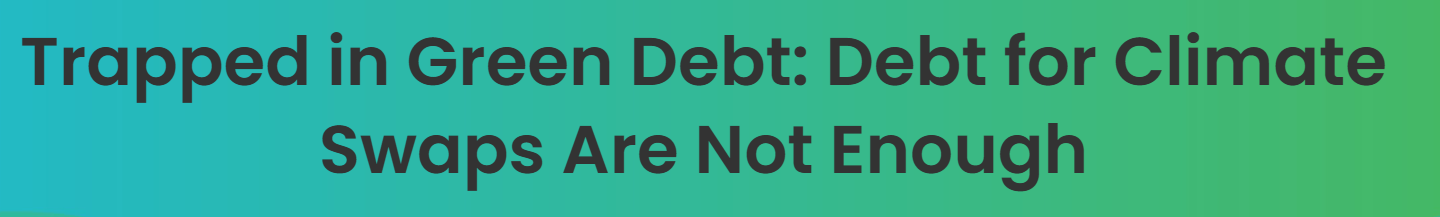 Trapped in Green Debt: Debt for Climate
Swaps Are Not Enough